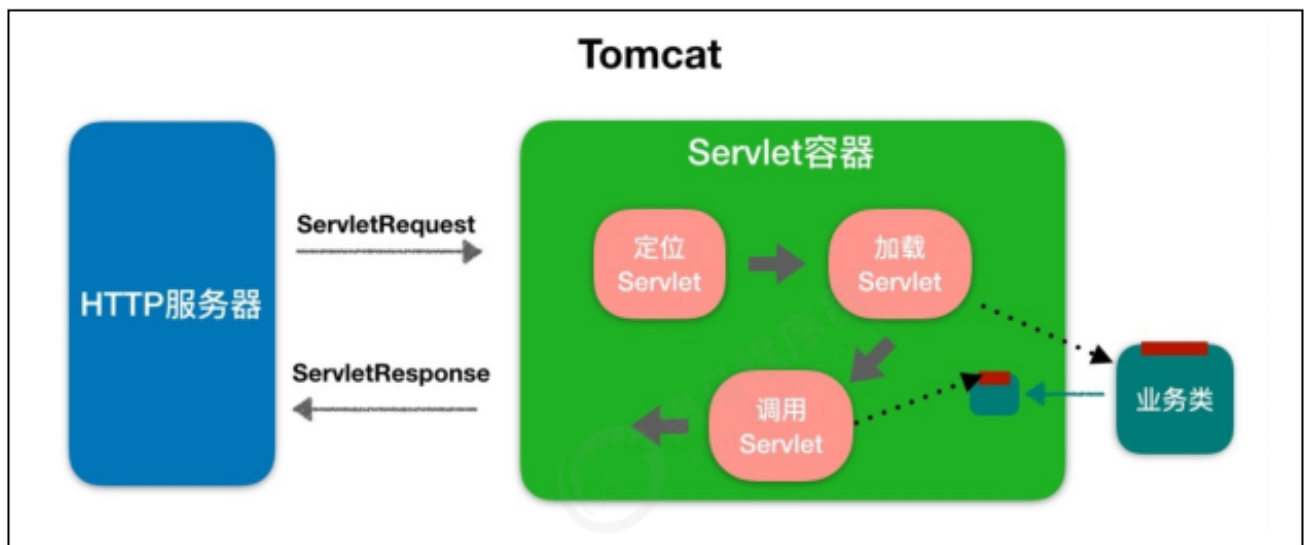 Tomcat
Servlet容器
ServletRequest
定位
Servlet
加载
Servlet
HTTP服务器
ServletResponse
调用
Servlet
业务类